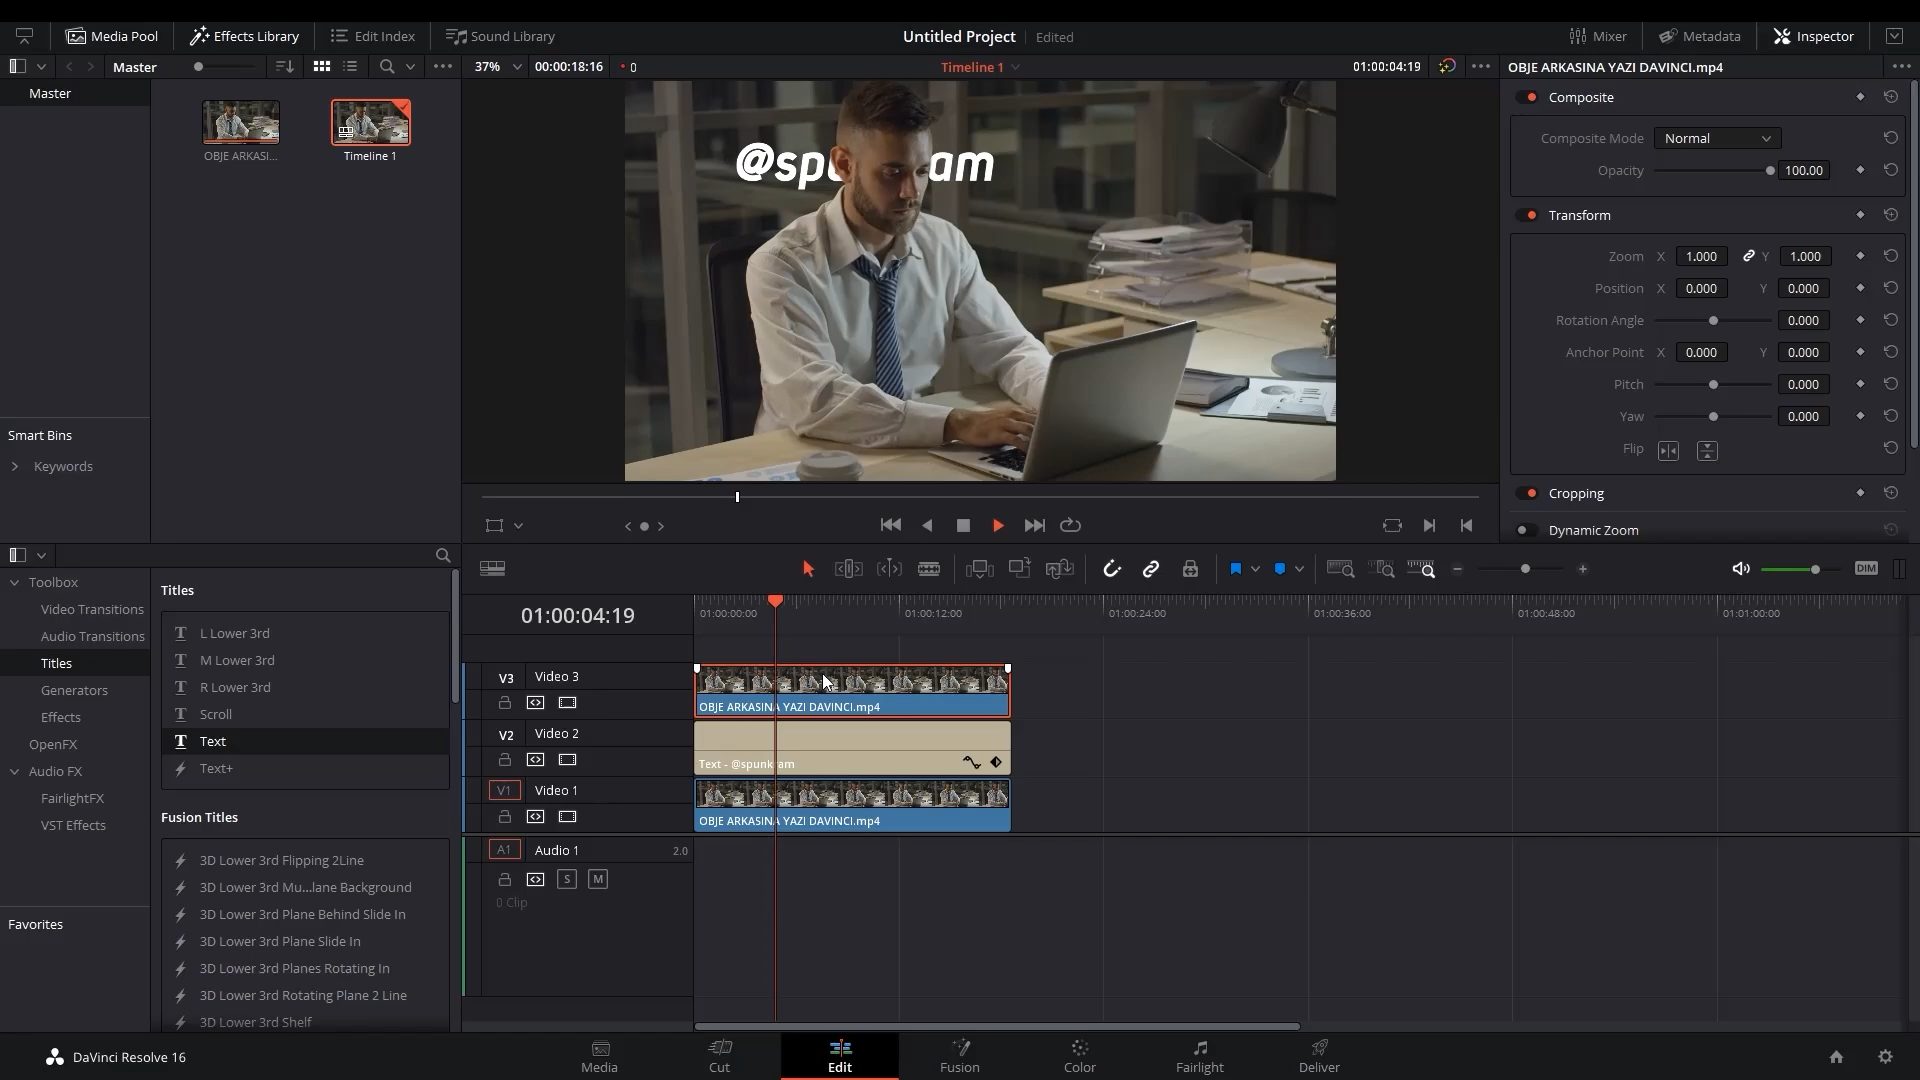 Media Pool
Effects Library
Edit Index
Sound Library
Untitled Project
Edited
Mixer
Metadata
Inspector
Master
37%
00:00:18:16
0
Timeline 1
01:00:04:19
OBJE ARKASINA YAZI DAVINCI.mp4
Master
OBJE ARKASI...
Timeline 1
Smart Bins
Keywords
@spu am
Composite
Composite Mode
Normal
Opacity
100.00
Transform
Zoom X 1.000 Y 1.000
Position X 0.000 Y 0.000
Rotation Angle 0.000
Anchor Point X 0.000 Y 0.000
Pitch 0.000
Yaw 0.000
Flip
Cropping
Dynamic Zoom
Toolbox
Video Transitions
Audio Transitions
Titles
Generators
Effects
OpenFX
Audio FX
FairlightFX
VST Effects
Favorites
Titles
L Lower 3rd
M Lower 3rd
R Lower 3rd
Scroll
Text
Text+
Fusion Titles
3D Lower 3rd Flipping 2Line
3D Lower 3rd Mu...lane Background
3D Lower 3rd Plane Behind Slide In
3D Lower 3rd Plane Slide In
3D Lower 3rd Planes Rotating In
3D Lower 3rd Rotating Plane 2 Line
3D Lower 3rd Shelf
DIM
01:00:04:19
01:00:00:00
01:00:12:00
01:00:24:00
01:00:36:00
01:00:48:00
01:01:00:00
V3 Video 3
OBJE ARKASINA YAZI DAVINCI.mp4
V2 Video 2
Text - @spunkram
V1 Video 1
OBJE ARKASINA YAZI DAVINCI.mp4
A1 Audio 1 2.0
S M
0 Clip
DaVinci Resolve 16
Media
Cut
Edit
Fusion
Color
Fairlight
Deliver